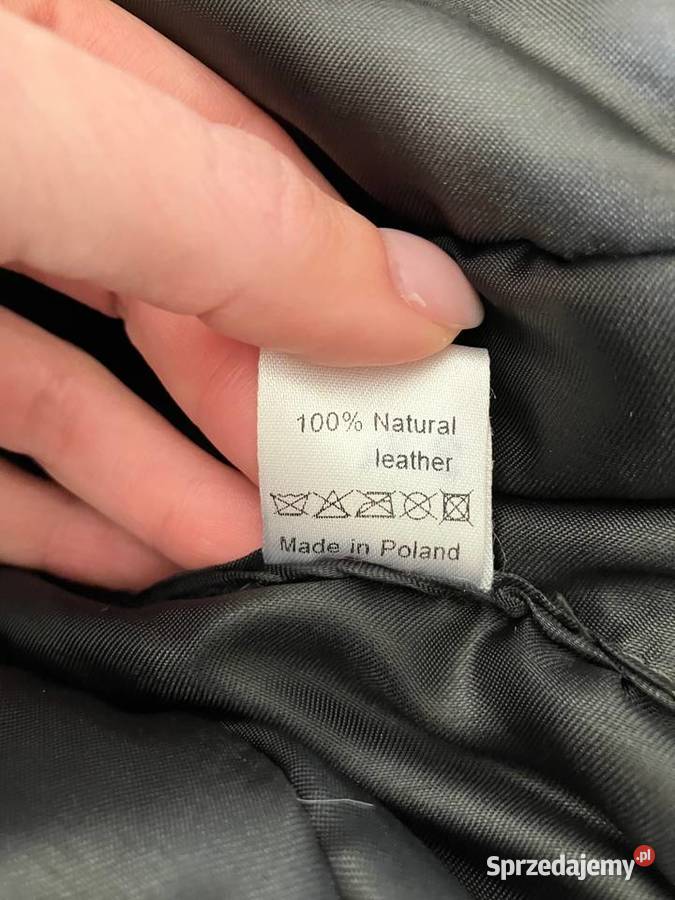 100% Natural
leather
Made in Poland
Sprzedajemy.pl